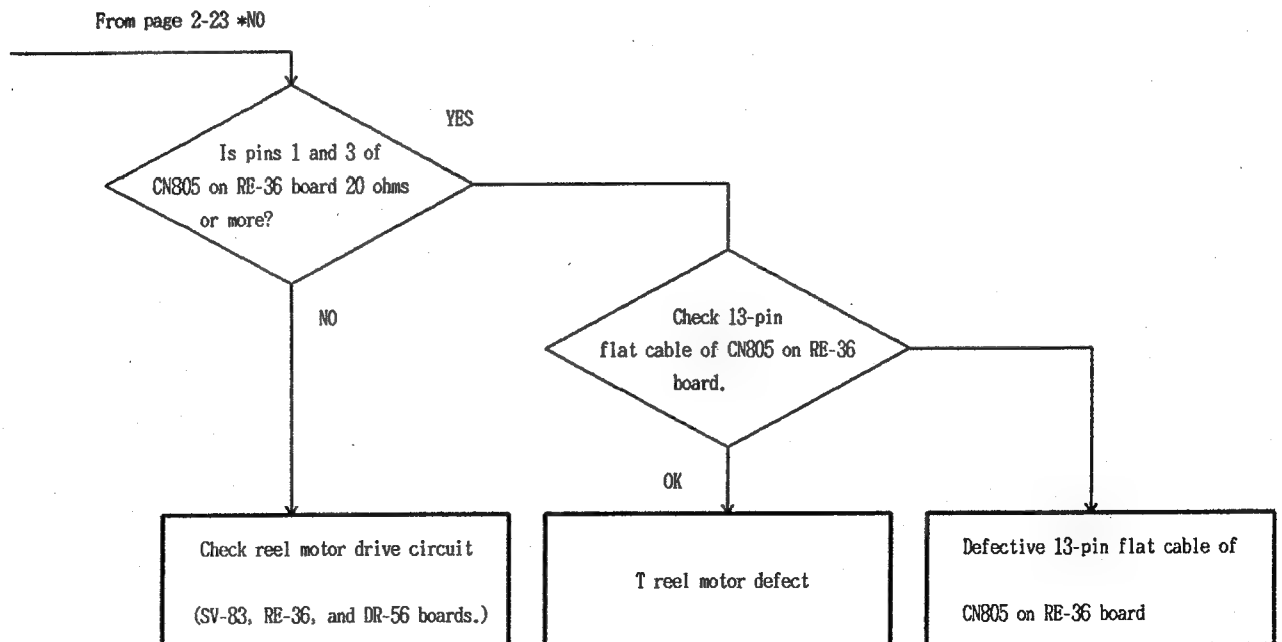 From page 2-23 *NO
YES
Is pins 1 and 3 of
CN805 on RE-36 board 20 ohms
or more?
NO
Check 13-pin
flat cable of CN805 on RE-36
board.
OK
Check reel motor drive circuit
(SV-83, RE-36, and DR-56 boards.)
T reel motor defect
Defective 13-pin flat cable of
CN805 on RE-36 board